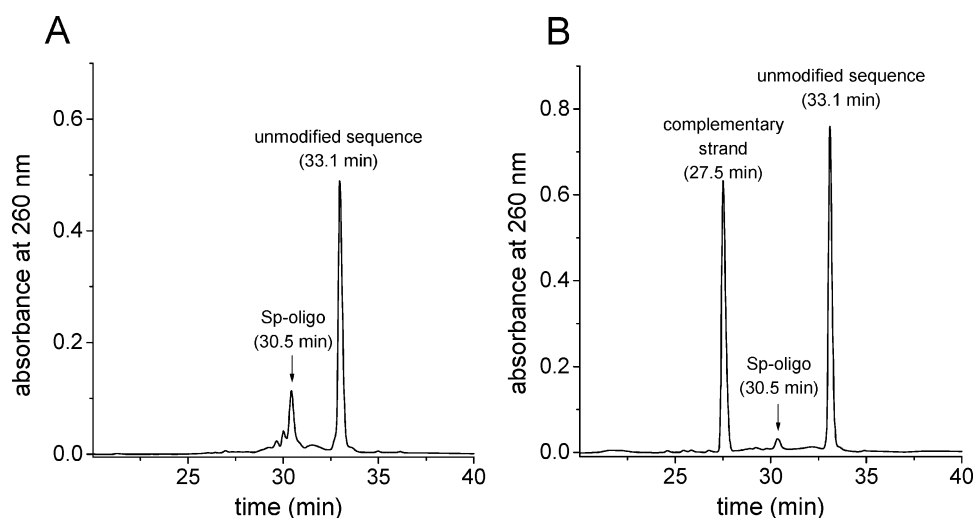 A
absorbance at 260 nm
0.6
0.4
0.2
0.0
unmodified sequence
(33.1 min)
Sp-oligo
(30.5 min)
25
30
35
40
time (min)
B
absorbance at 260 nm
0.8
0.6
0.4
0.2
0.0
unmodified sequence
(33.1 min)
complementary
strand
(27.5 min)
Sp-oligo
(30.5 min)
25
30
35
40
time (min)